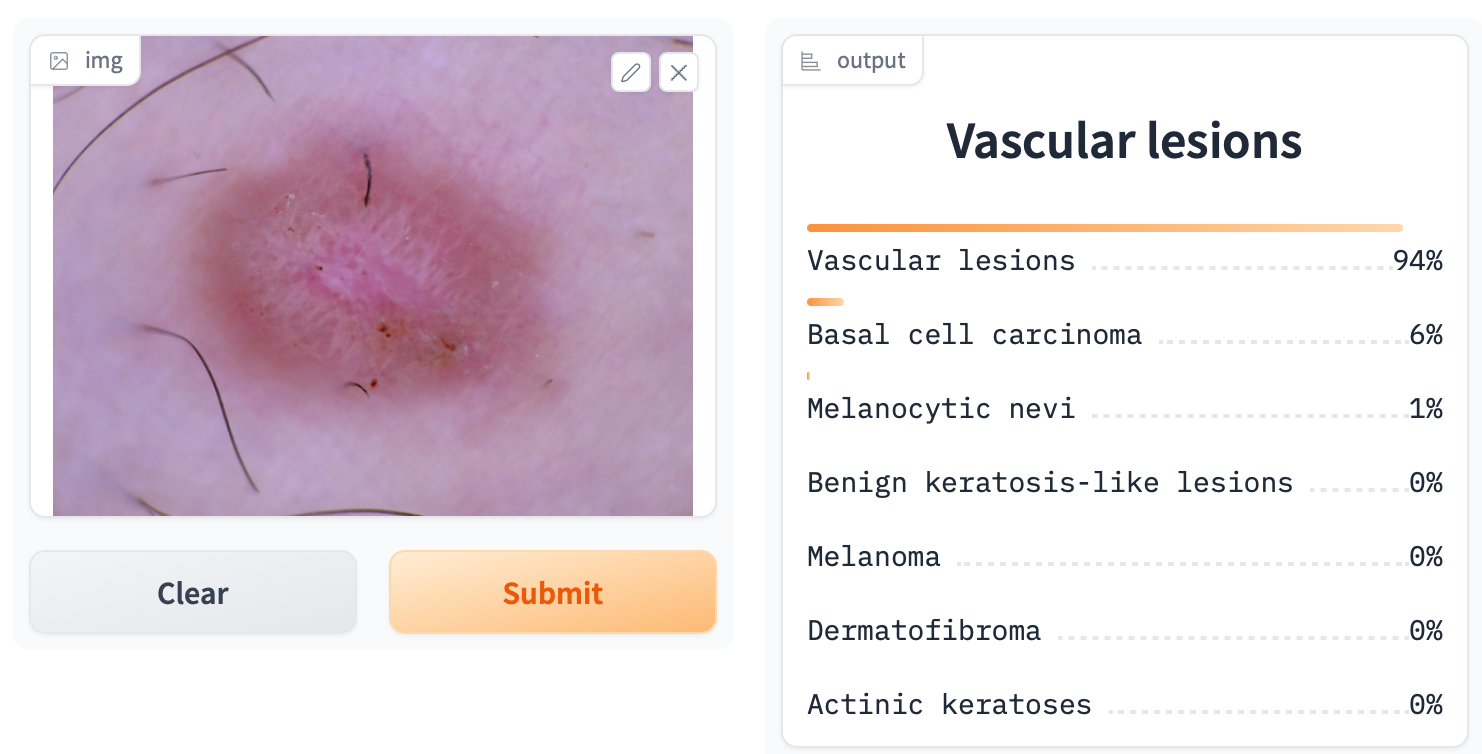 img
Clear
Submit
output
Vascular lesions
Vascular lesions 94%
Basal cell carcinoma 6%
Melanocytic nevi 1%
Benign keratosis-like lesions 0%
Melanoma 0%
Dermatofibroma 0%
Actinic keratoses 0%